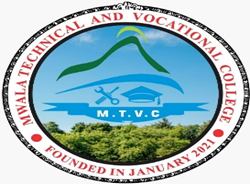 MWALA TECHNICAL AND VOCATIONAL COLLEGE
M.T.V.C
FOUNDED IN JANUARY 2021